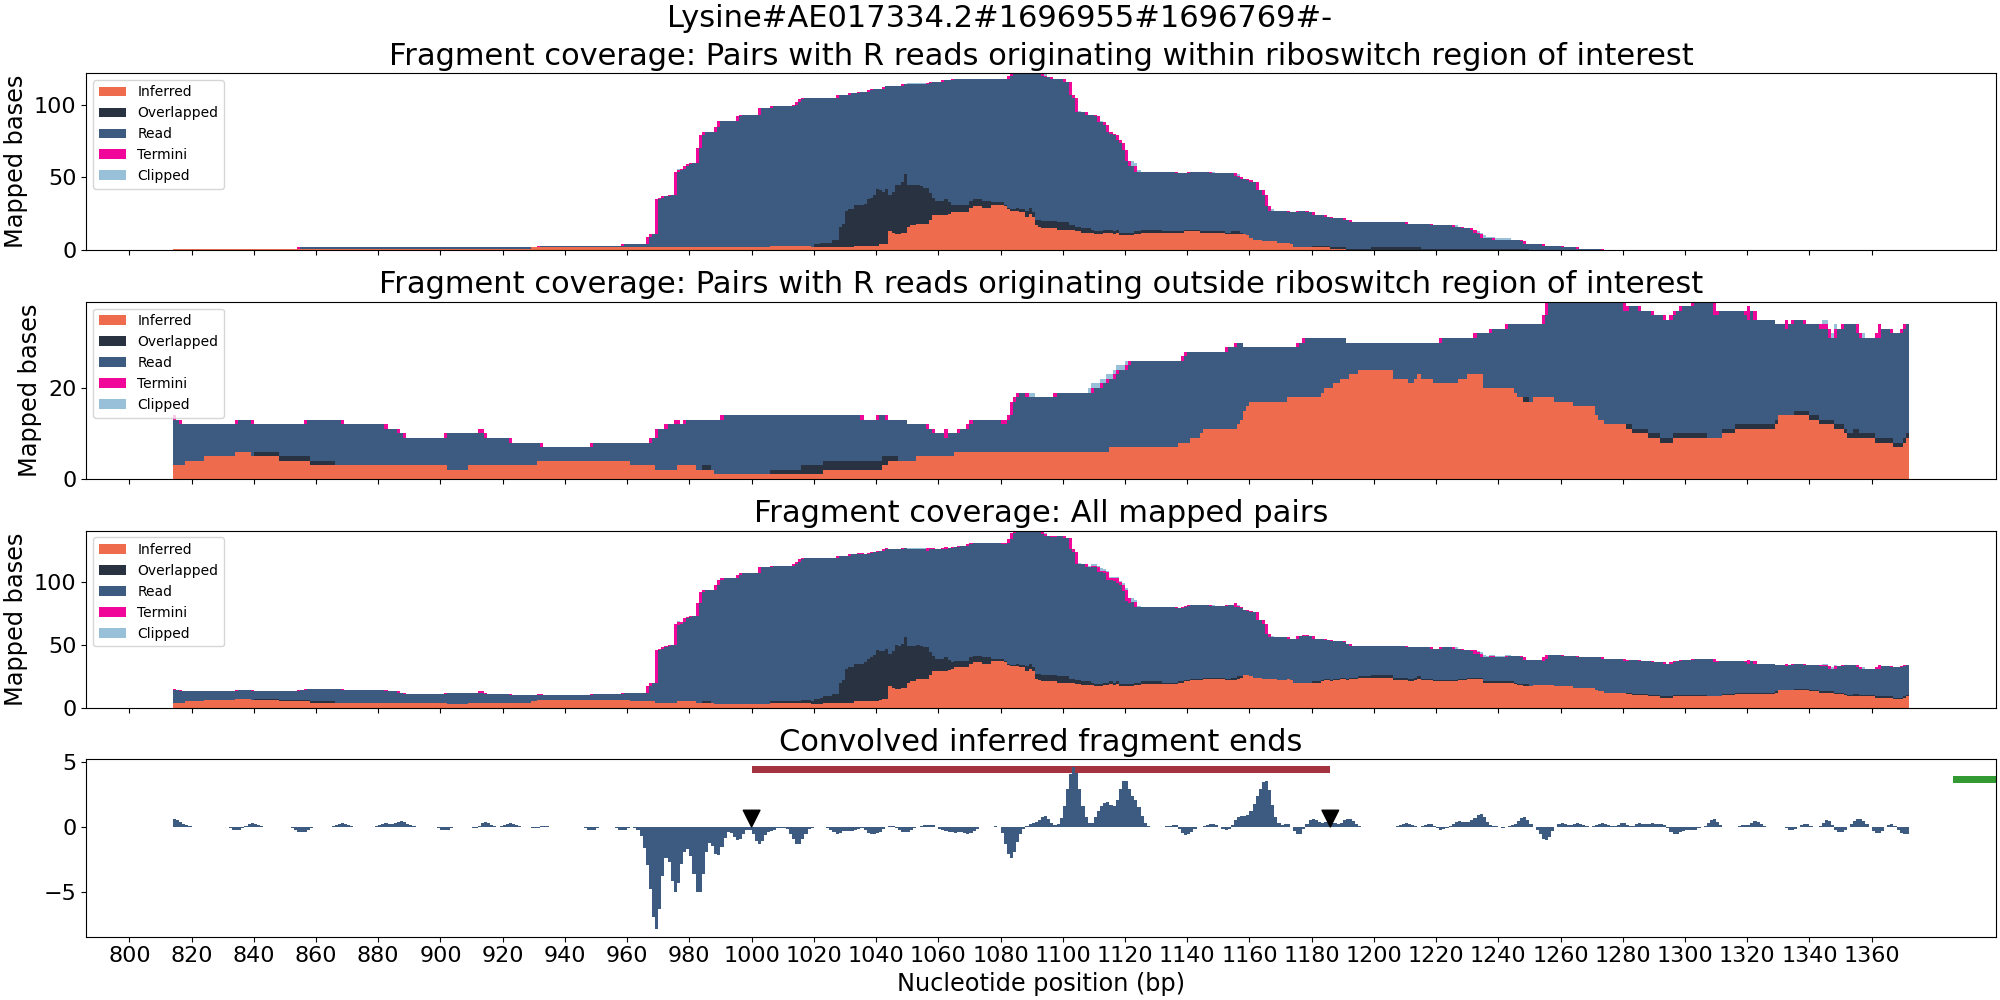 Lysine#AE017334.2#1696955#1696769#-
Fragment coverage: Pairs with R reads originating within riboswitch region of interest
Mapped bases
100
50
0
Inferred
Overlapped
Read
Termini
Clipped
Fragment coverage: Pairs with R reads originating outside riboswitch region of interest
Mapped bases
20
0
Inferred
Overlapped
Read
Termini
Clipped
Fragment coverage: All mapped pairs
Mapped bases
100
50
0
Inferred
Overlapped
Read
Termini
Clipped
Convolved inferred fragment ends
5
0
−5
800 820 840 860 880 900 920 940 960 980 1000 1020 1040 1060 1080 1100 1120 1140 1160 1180 1200 1220 1240 1260 1280 1300 1320 1340 1360
Nucleotide position (bp)